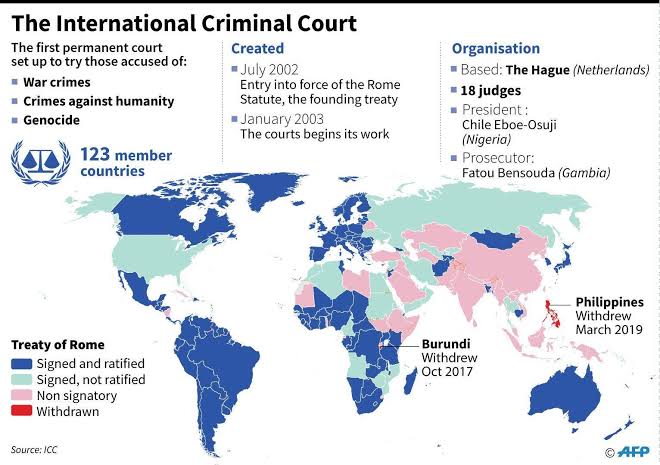 The International Criminal Court
The first permanent court
set up to try those accused of:
War crimes
Crimes against humanity
Genocide
123 member
countries
Created
July 2002
Entry into force of the Rome
Statute, the founding treaty
January 2003
The courts begins its work
Organisation
Based: The Hague (Netherlands)
18 judges
President :
Chile Eboe-Osuji
(Nigeria)
Prosecutor:
Fatou Bensouda (Gambia)
Philippines
Withdrew
March 2019
Burundi
Withdrew
Oct 2017
Treaty of Rome
Signed and ratified
Signed, not ratified
Non signatory
Withdrawn
Source: ICC
© AFP